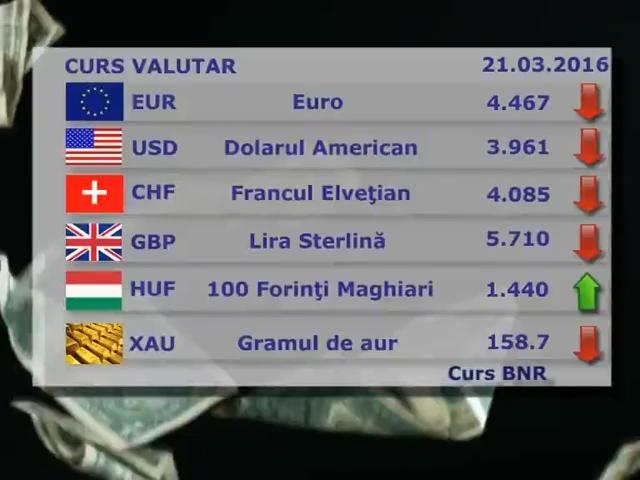 CURS VALUTAR 21.03.2016
EUR Euro 4.467
USD Dolarul American 3.961
CHF Francul Elveţian 4.085
GBP Lira Sterlină 5.710
HUF 100 Forinţi Maghiari 1.440
XAU Gramul de aur 158.7
Curs BNR